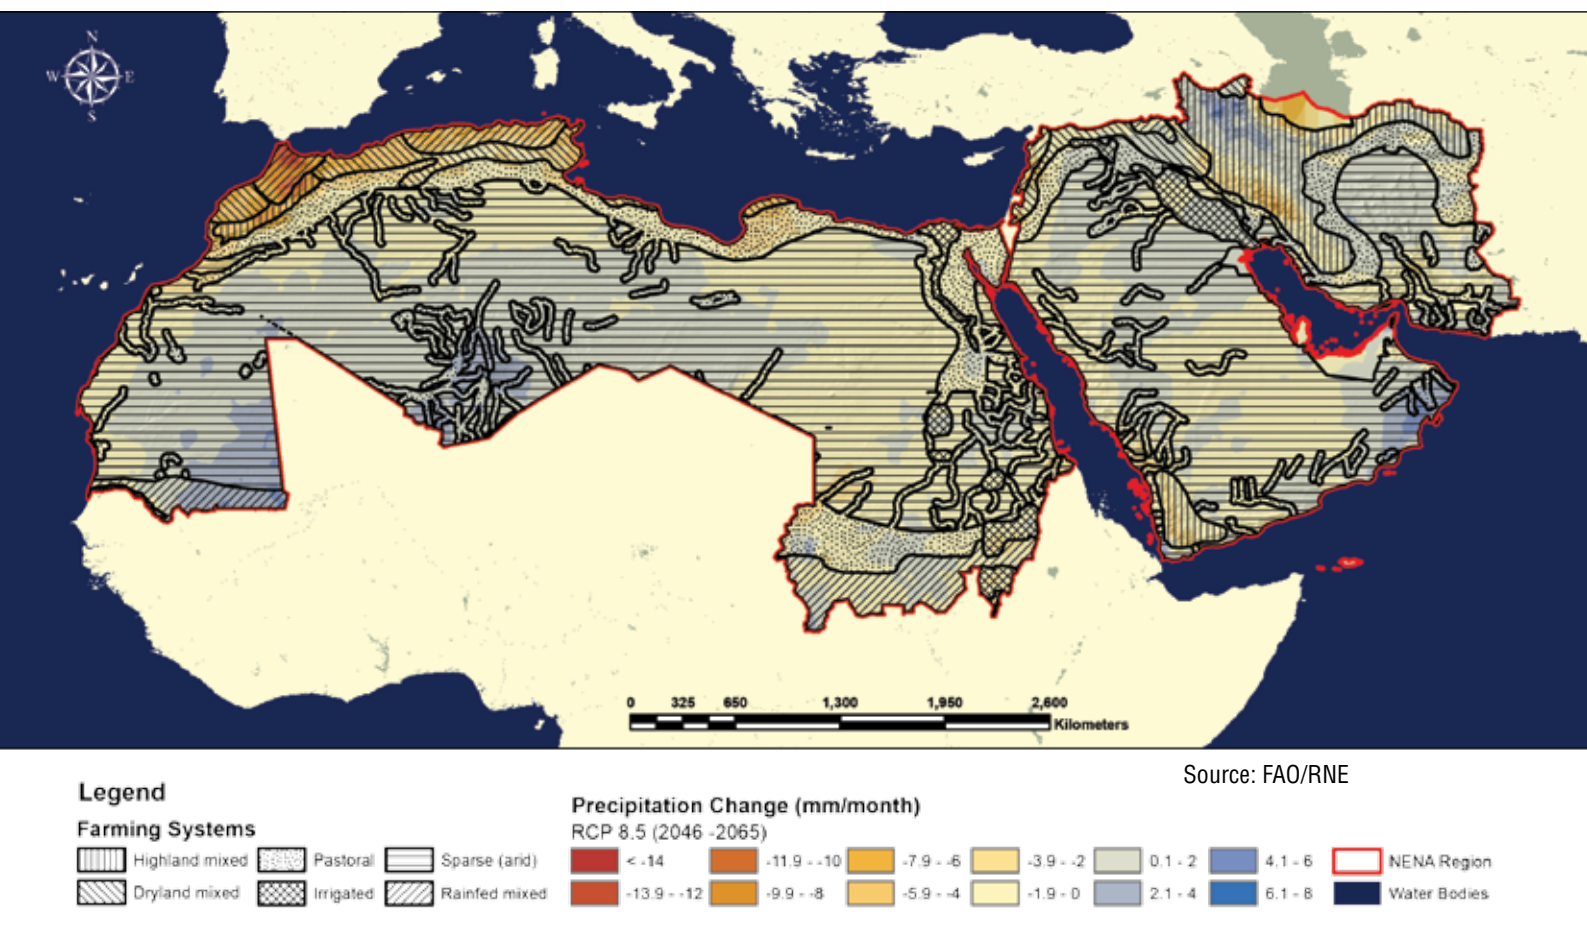 N
W E
S
0 325 650 1,300 1,950 2,600
Kilometers
Source: FAO/RNE
Legend
Farming Systems
Highland mixed Pastoral Sparse (arid)
Dryland mixed Irrigated Rainfed mixed
Precipitation Change (mm/month)
RCP 8.5 (2046 -2065)
< -14 -11.9 - -10 -7.9 - -6 -3.9 - -2 0.1 - 2 4.1 - 6 NENA Region
-13.9 - -12 -9.9 - -8 -5.9 - -4 -1.9 - 0 2.1 - 4 6.1 - 8 Water Bodies